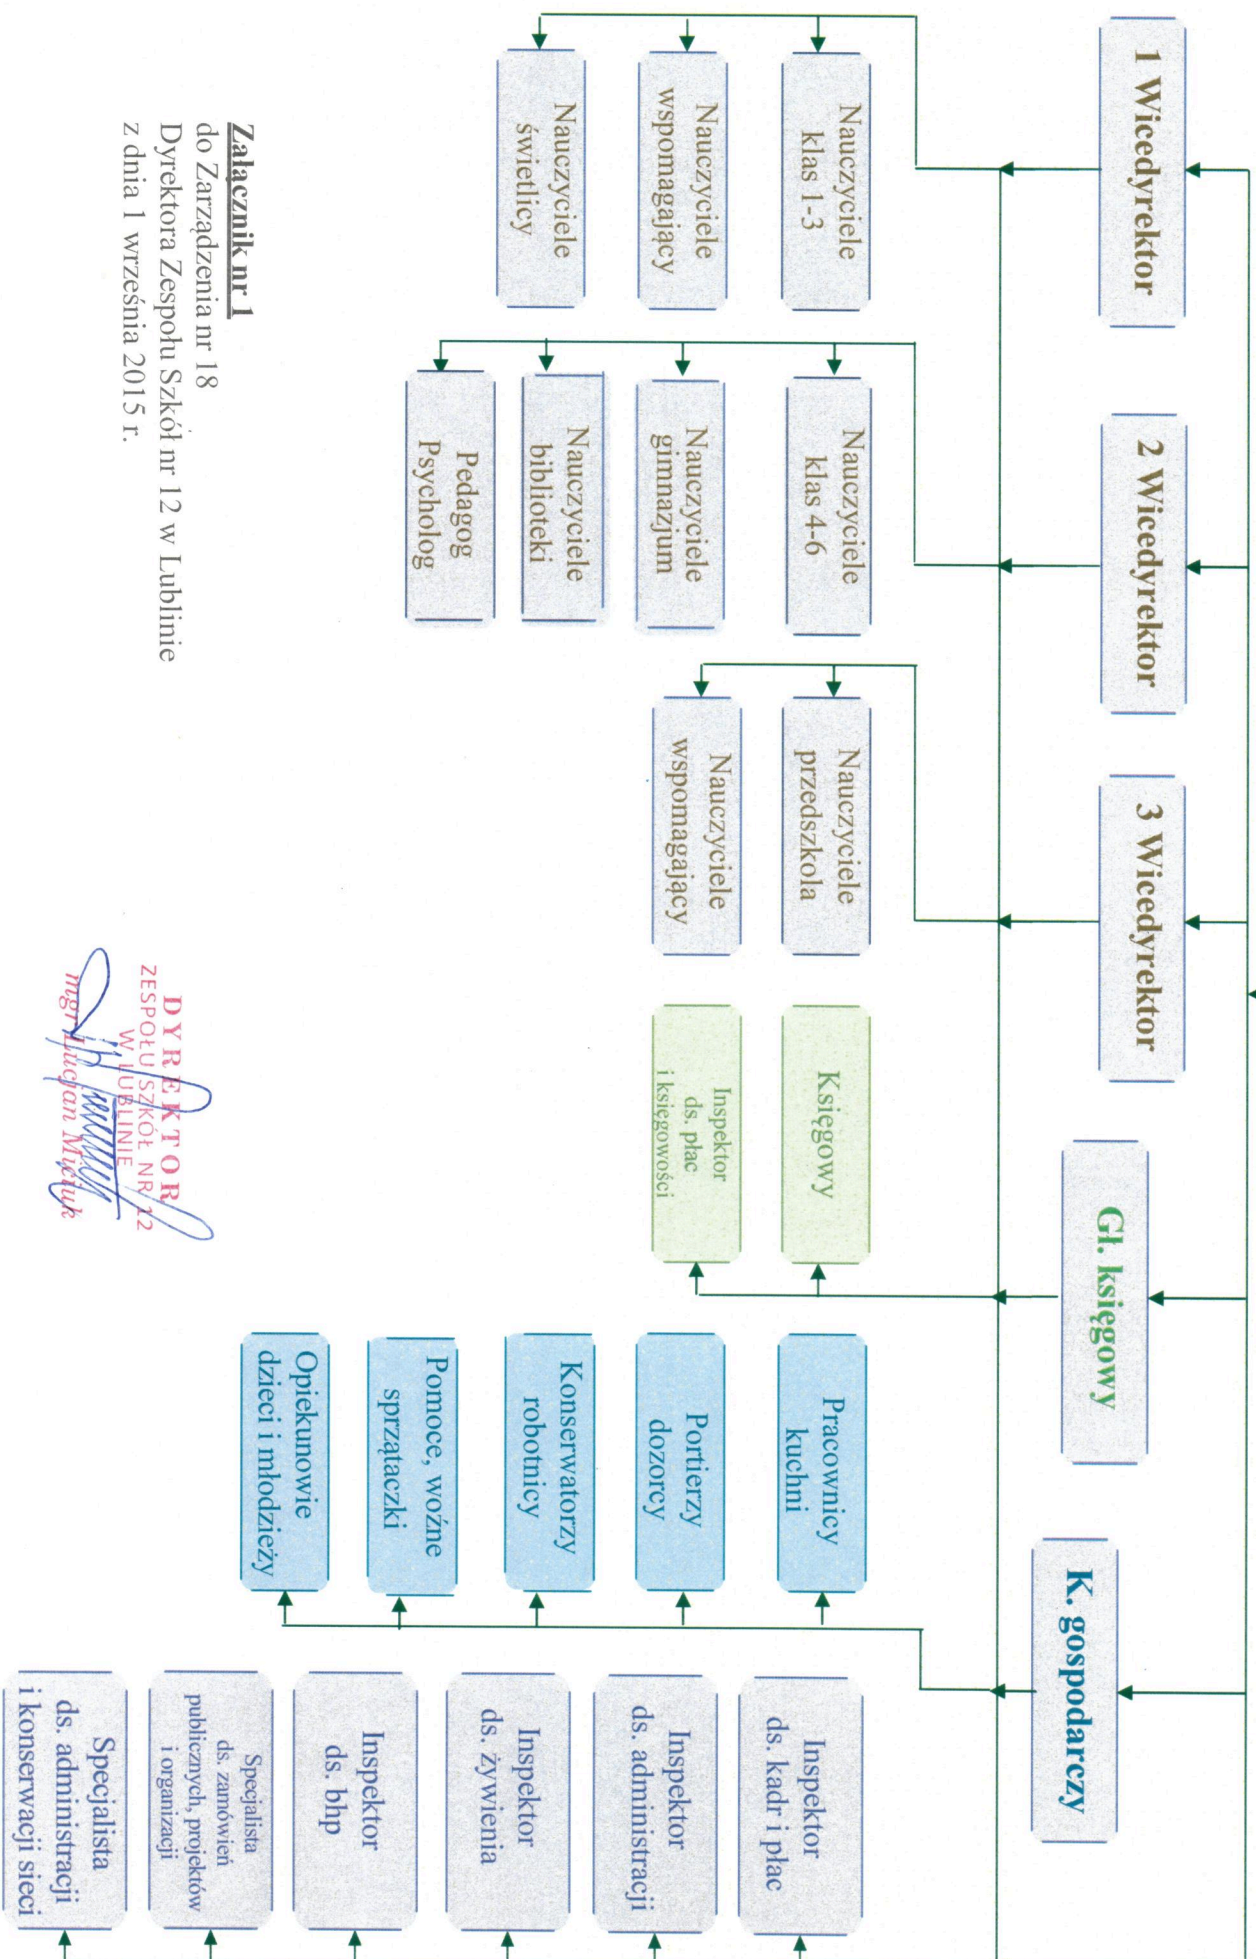 1 Wicedyrektor
2 Wicedyrektor
3 Wicedyrektor
Gł. księgowy
K. gospodarczy
Nauczyciele
klas 1-3
Nauczyciele
wspomagający
Nauczyciele
świetlicy
Nauczyciele
klas 4-6
Nauczyciele
gimnazjum
Nauczyciele
biblioteki
Pedagog
Psycholog
Nauczyciele
przedszkola
Nauczyciele
wspomagający
Księgowy
Inspektor
ds. płac
i księgowości
Pracownicy
kuchni
Portierzy
dozorcy
Konserwatorzy
robotnicy
Pomoce, woźne
sprzątaczki
Opiekunowie
dzieci i młodzieży
Inspektor
ds. kadr i płac
Inspektor
ds. administracji
Inspektor
ds. żywienia
Inspektor
ds. bhp
Specjalista
ds. zamówień
publicznych, projektów
i organizacji
Specjalista
ds. administracji
i konserwacji sieci
Załącznik nr 1
do Zarządzenia nr 18
Dyrektora Zespołu Szkół nr 12 w Lublinie
z dnia 1 września 2015 r.
DYREKTOR
ZESPOŁU SZKÓŁ NR 12
W LUBLINIE
mgr Lucjan Miciuk